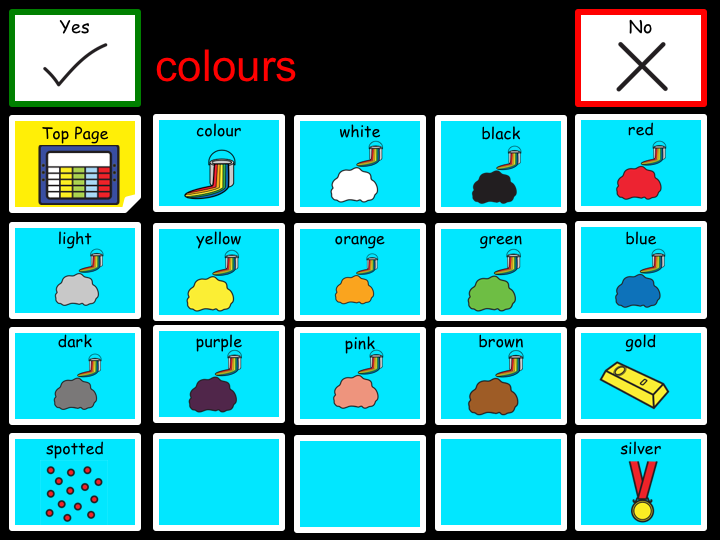 Yes
colours
No
Top Page
colour
white
black
red
light
yellow
orange
green
blue
dark
purple
pink
brown
gold
spotted
silver